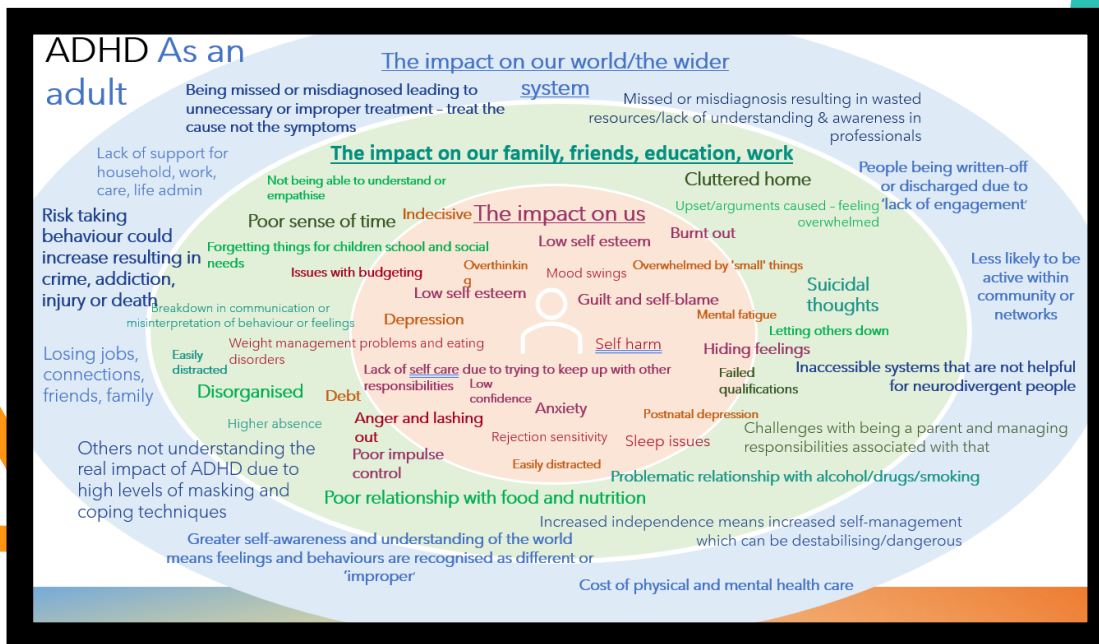 ADHD As an
adult
The impact on our world/the wider
system
Being missed or misdiagnosed leading to
unnecessary or improper treatment – treat the
cause not the symptoms
Missed or misdiagnosis resulting in wasted
resources/lack of understanding & awareness in
professionals
Lack of support for
household, work,
care, life admin
The impact on our family, friends, education, work
People being written-off
or discharged due to
'lack of engagement'
Not being able to understand or
empathise
Cluttered home
Risk taking
behaviour could
increase resulting in
crime, addiction,
injury or death
Poor sense of time
Indecisive
The impact on us
Upset/arguments caused – feeling
overwhelmed
Low self esteem
Burnt out
Forgetting things for children school and social
needs
Issues with budgeting
Overthinkin
g
Mood swings
Overwhelmed by 'small' things
Less likely to be
active within
community or
networks
Suicidal
thoughts
Low self esteem
Guilt and self-blame
Breakdown in communication or
misinterpretation of behaviour or feelings
Depression
Mental fatigue
Letting others down
Losing jobs,
connections,
friends, family
Easily
distracted
Weight management problems and eating
disorders
Self harm
Hiding feelings
Lack of self care due to trying to keep up with other
responsibilities
Failed
qualifications
Inaccessible systems that are not helpful
for neurodivergent people
Disorganised
Debt
Low
confidence
Anxiety
Higher absence
Anger and lashing
out
Postnatal depression
Challenges with being a parent and managing
responsibilities associated with that
Others not understanding the
real impact of ADHD due to
high levels of masking and
coping techniques
Poor impulse
control
Rejection sensitivity
Sleep issues
Easily distracted
Problematic relationship with alcohol/drugs/smoking
Poor relationship with food and nutrition
Increased independence means increased self-management
which can be destabilising/dangerous
Greater self-awareness and understanding of the world
means feelings and behaviours are recognised as different or
'improper'
Cost of physical and mental health care